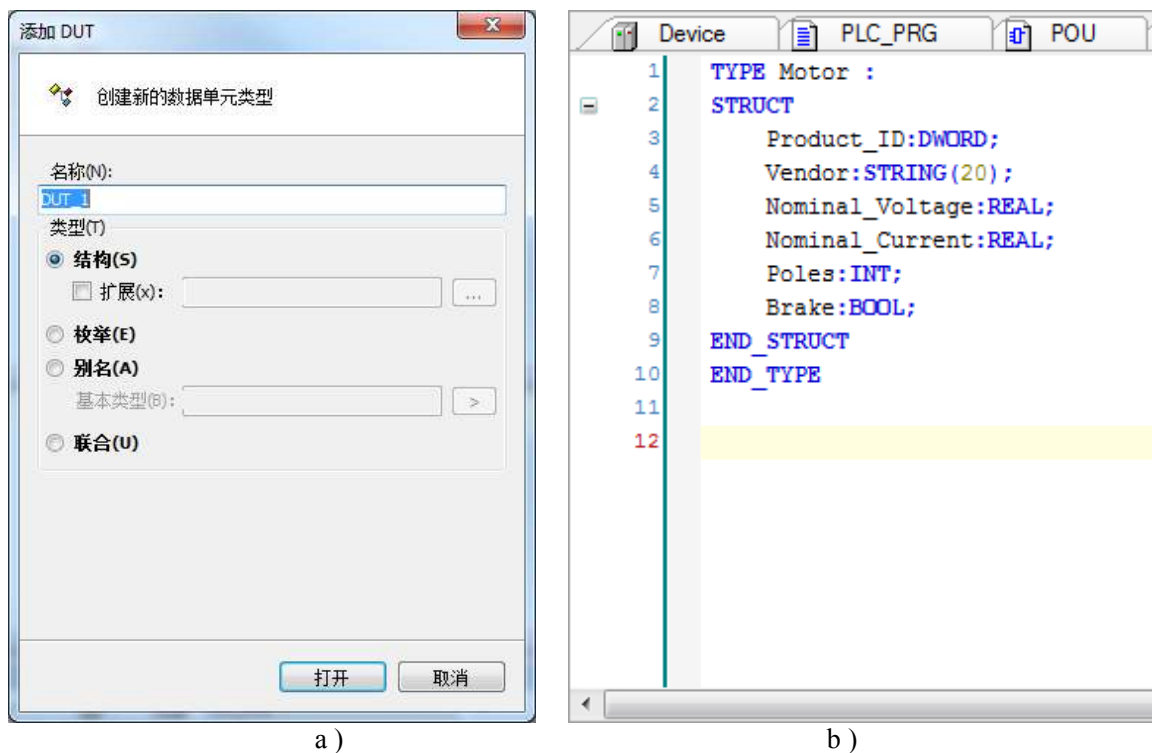 添加 DUT
创建新的数据单元类型
名称(N):
DUT_1
类型(T)
结构(S)
扩展(x):
...
枚举(E)
别名(A)
基本类型(B):
>
联合(U)
打开
取消
a )
Device
PLC_PRG
POU
1 TYPE Motor :
2 STRUCT
3 Product_ID:DWORD;
4 Vendor:STRING(20);
5 Nominal_Voltage:REAL;
6 Nominal_Current:REAL;
7 Poles:INT;
8 Brake:BOOL;
9 END_STRUCT
10 END_TYPE
11
12
b )